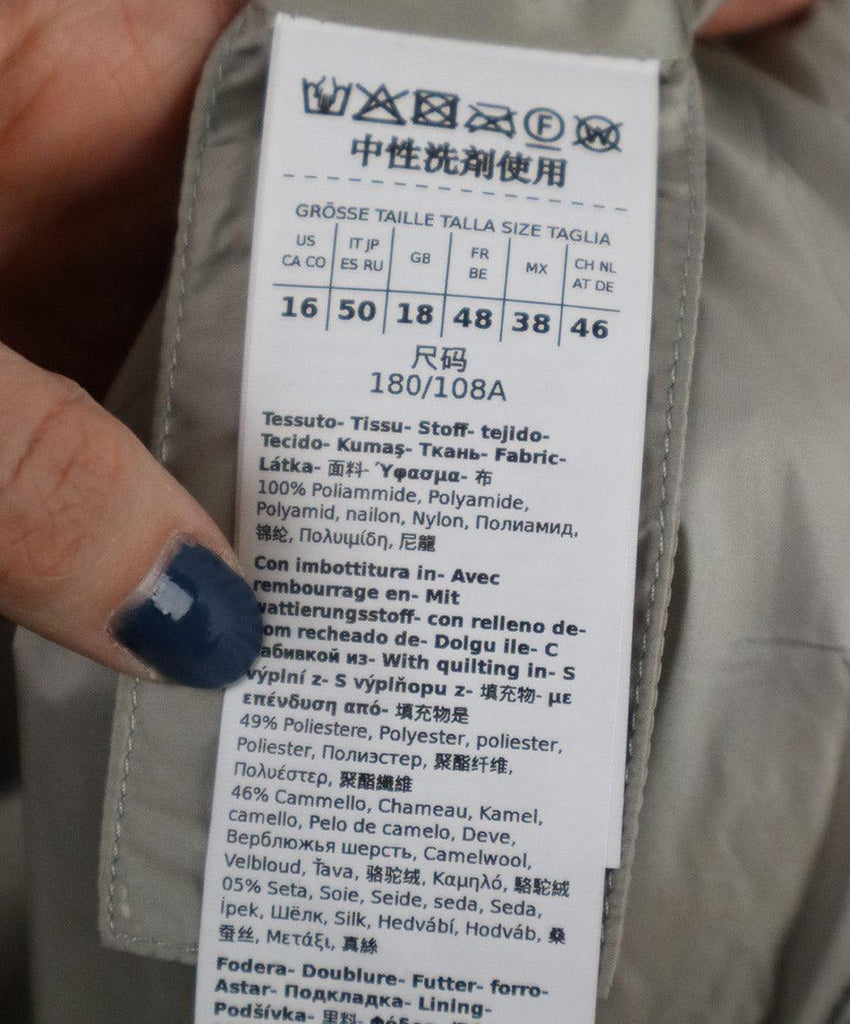 F W
中性洗劑使用
GRÖSSE TAILLE TALLA SIZE TAGLIA
US CA CO IT JP ES RU GB FR BE MX CH NL AT DE
16 50 18 48 38 46
尺码
180/108A
Tessuto- Tissu- Stoff- tejido-
Tecido- Kumaş- Ткань- Fabric-
Látka- 面料- Ύφασμα- 布
100% Poliammide, Polyamide,
Polyamid, nailon, Nylon, Полиамид,
锦纶, Πολυιμίδη, 尼龍
Con imbottitura in- Avec
rembourrage en- Mit
wattierungsstoff- con relleno de-
com recheado de- Dolgu ile- С
набивкой из- With quilting in- S
výplní z- S výplňopu z- 填充物- με
επένδυση από- 填充物是
49% Poliestere, Polyester, poliester,
Poliester, Полиэстер, 聚酯纤维,
Πολυέστερ, 聚酯纖維
46% Cammello, Chameau, Kamel,
camello, Pelo de camelo, Deve,
Верблюжья шерсть, Camelwool,
Velbloud, Ťava, 骆驼绒, Καμηλό, 駱駝絨
05% Seta, Soie, Seide, seda, Seda,
İpek, Шёлк, Silk, Hedvábí, Hodváb, 桑
蚕丝, Μετάξι, 真絲
Fodera- Doublure- Futter- forro-
Astar- Подкладка- Lining-
Podšívka- 里料-